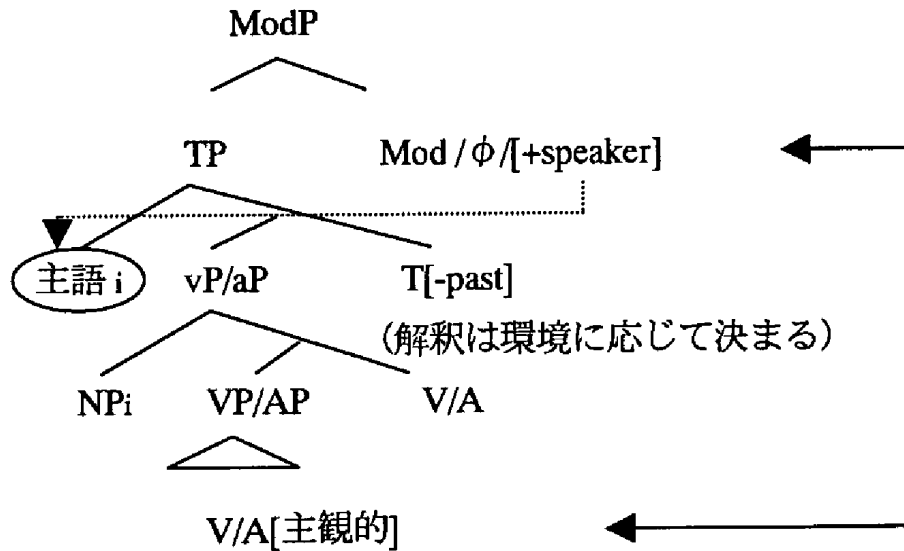 ModP
TP Mod /φ/[+speaker]
主語 i vP/aP T[-past]
(解釈は環境に応じて決まる)
NPi VP/AP V/A
V/A[主観的]